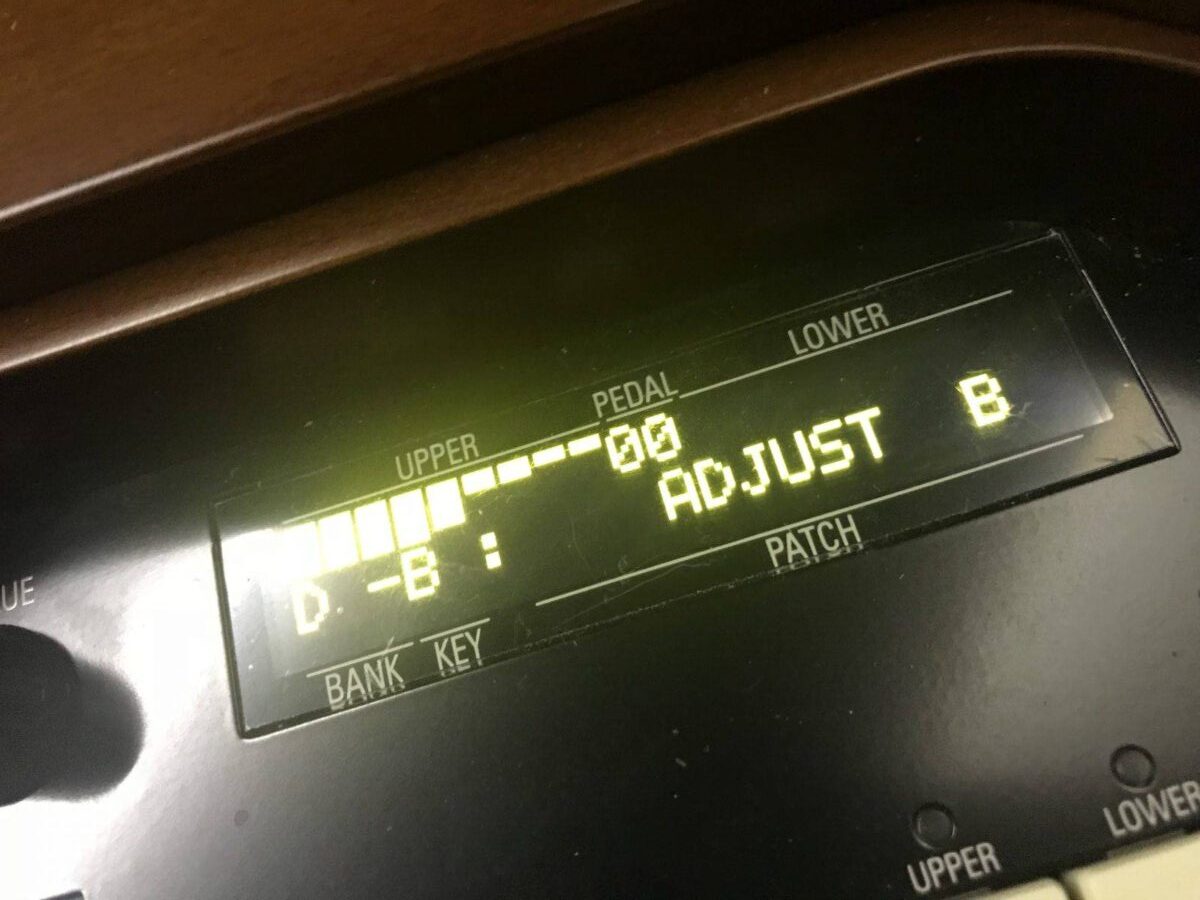 LOWER
PEDAL
UPPER
00
ADJUST B
D -B :
PATCH
BANK KEY
UE
LOWER
UPPER